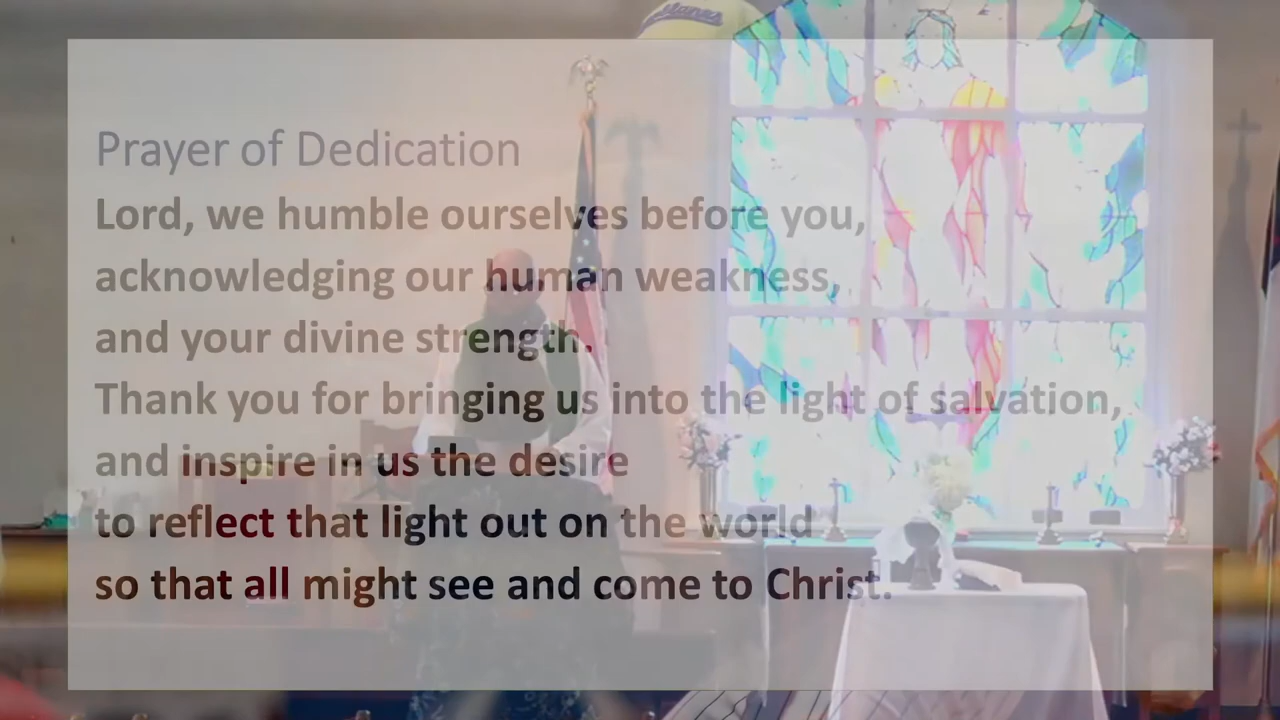 Prayer of Dedication
Lord, we humble ourselves before you,
acknowledging our human weakness,
and your divine strength.
Thank you for bringing us into the light of salvation,
and inspire in us the desire
to reflect that light out on the world
so that all might see and come to Christ.